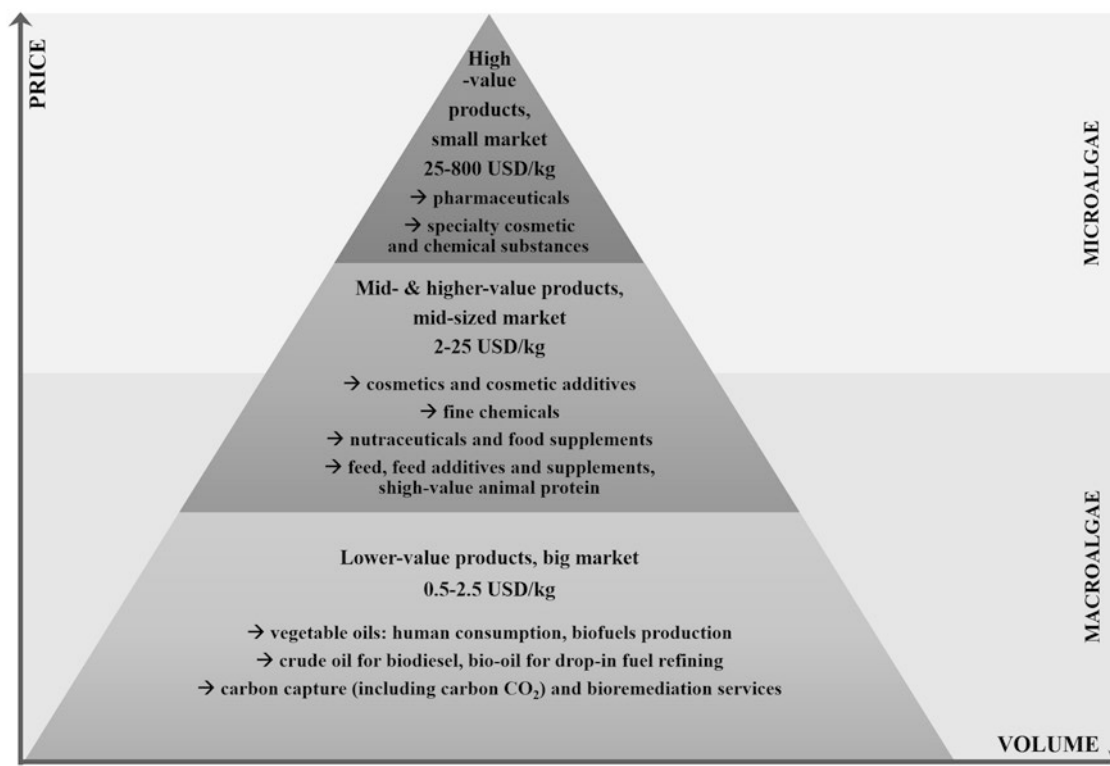 PRICE
High
-value
products,
small market
25-800 USD/kg
→ pharmaceuticals
→ specialty cosmetic
and chemical substances
MICROALGAE
Mid- & higher-value products,
mid-sized market
2-25 USD/kg
→ cosmetics and cosmetic additives
→ fine chemicals
→ nutraceuticals and food supplements
→ feed, feed additives and supplements,
shigh-value animal protein
MACROALGAE
Lower-value products, big market
0.5-2.5 USD/kg
→ vegetable oils: human consumption, biofuels production
→ crude oil for biodiesel, bio-oil for drop-in fuel refining
→ carbon capture (including carbon CO₂) and bioremediation services
VOLUME